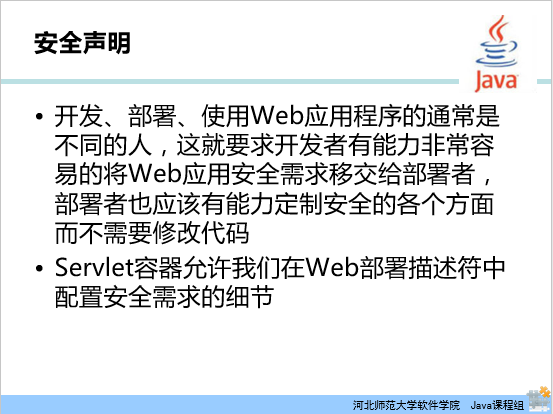 安全声明
Java
• 开发、部署、使用Web应用程序的通常是
不同的人，这就要求开发者有能力非常容
易的将Web应用安全需求移交给部署者，
部署者也应该有能力定制安全的各个方面
而不需要修改代码
• Servlet容器允许我们在Web部署描述符中
配置安全需求的细节
河北师范大学软件学院 Java课程组